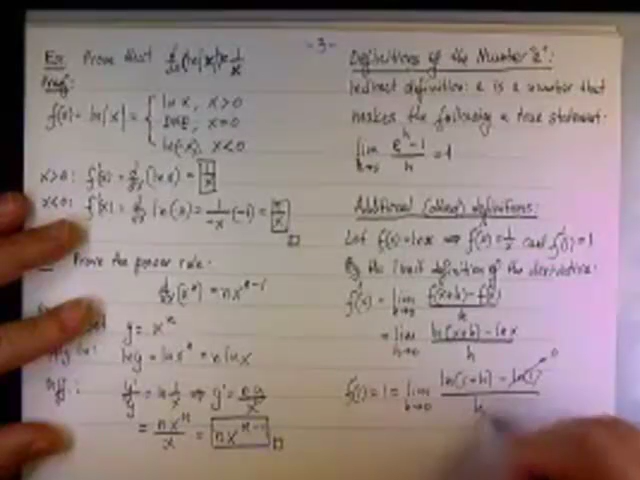 -3-
Ex: Prove that d/dx(ln|x|) = 1/x
Proof:
f(x) = ln|x| = { ln x, x>0
DNE, x=0
ln(-x), x<0
x>0: f'(x) = d/dx (ln x) = 1/x
x<0: f'(x) = d/dx ln(-x) = 1/-x (-1) =
Prove the power rule:
d/dx(x^n) = nx^(n-1)
y = x^n
ln y = ln x^n = n ln x
y'/y = n 1/x ⇒ y' = ny/x
= nx^n/x = nx^(n-1)
Definitions of the Number "e":
Indirect definition: e is a number that
makes the following a true statement:
lim h→0 (e^h - 1)/h = 1
Additional (other) definitions:
Let f(x) = ln x ⇒ f'(x) = 1/x and f'(1) = 1
By the limit definition of the derivative:
f'(x) = lim h→0 (f(x+h) - f(x))/h
= lim h→0 (ln(x+h) - ln x)/h
f'(1) = 1 = lim h→0 (ln(1+h) - ln(1))/h 0